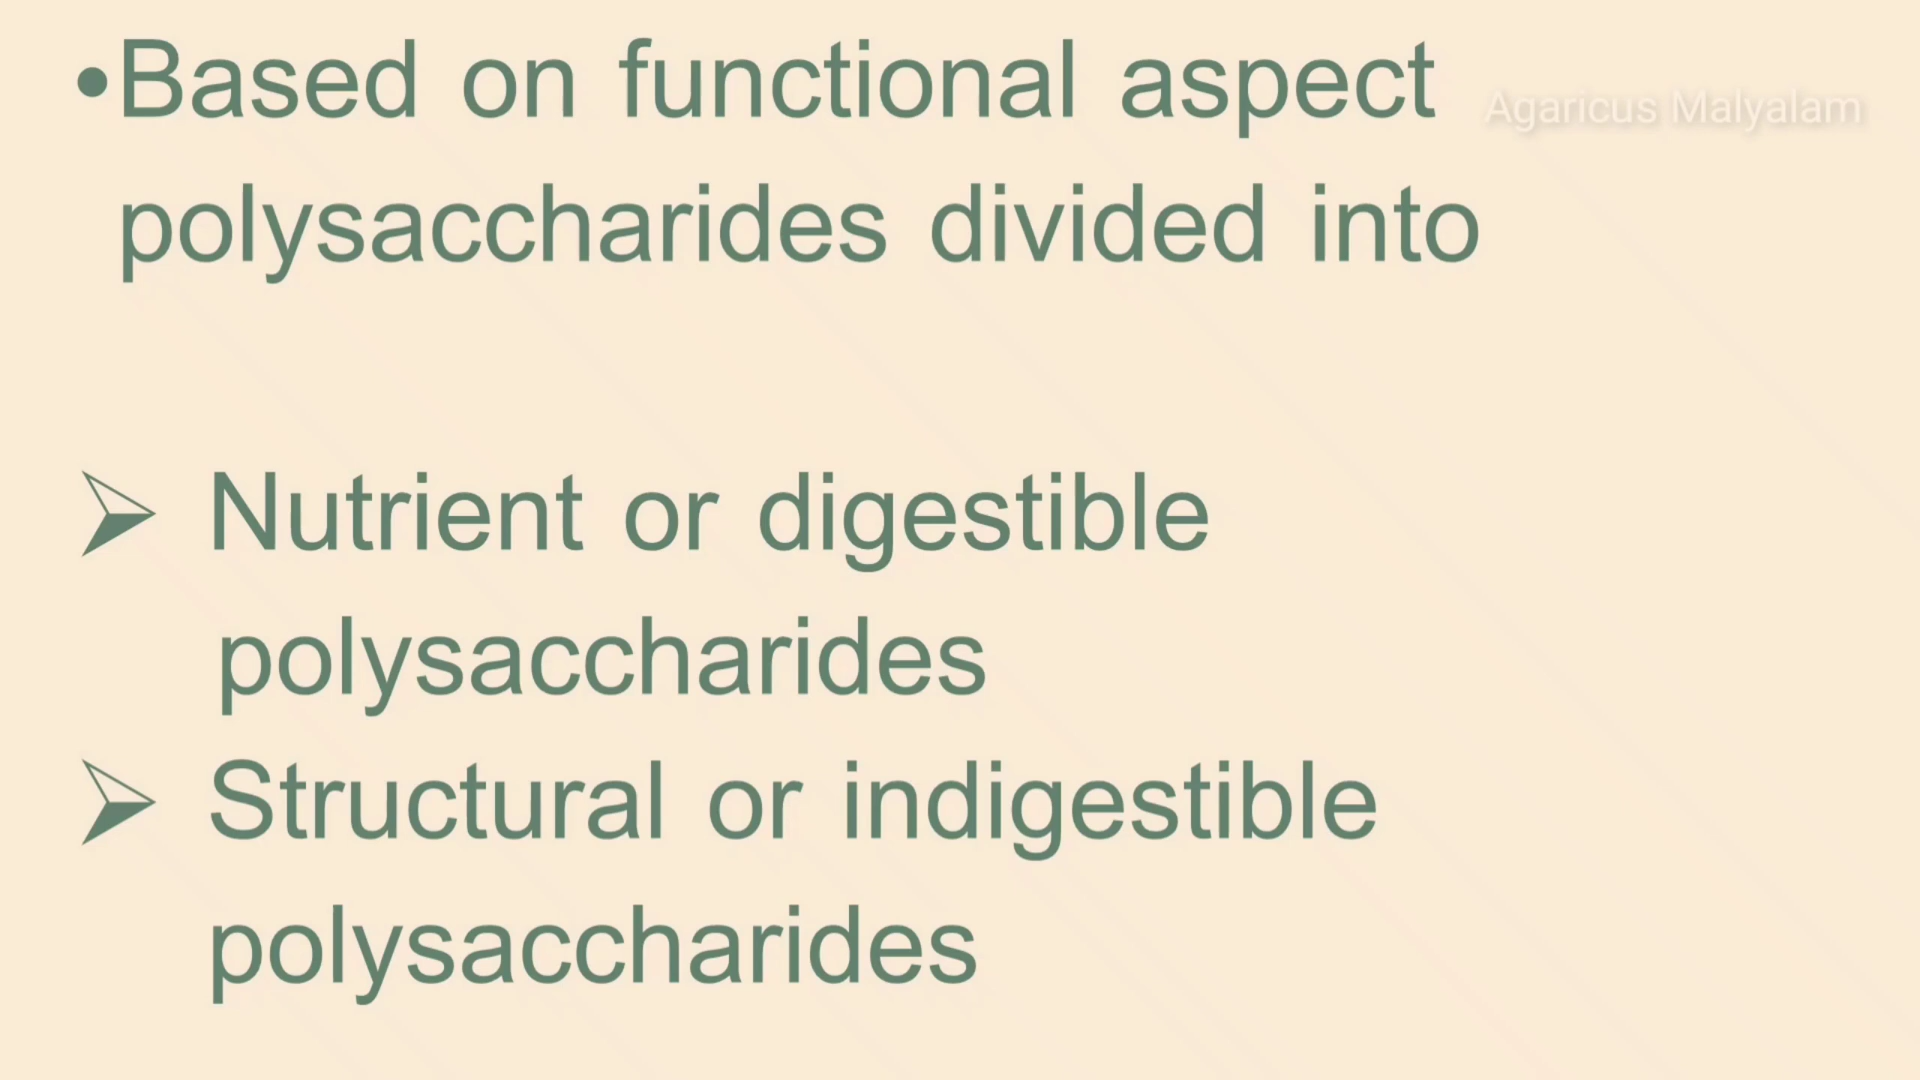 •Based on functional aspect
Agaricus Malyalam
polysaccharides divided into
➢ Nutrient or digestible
polysaccharides
➢ Structural or indigestible
polysaccharides